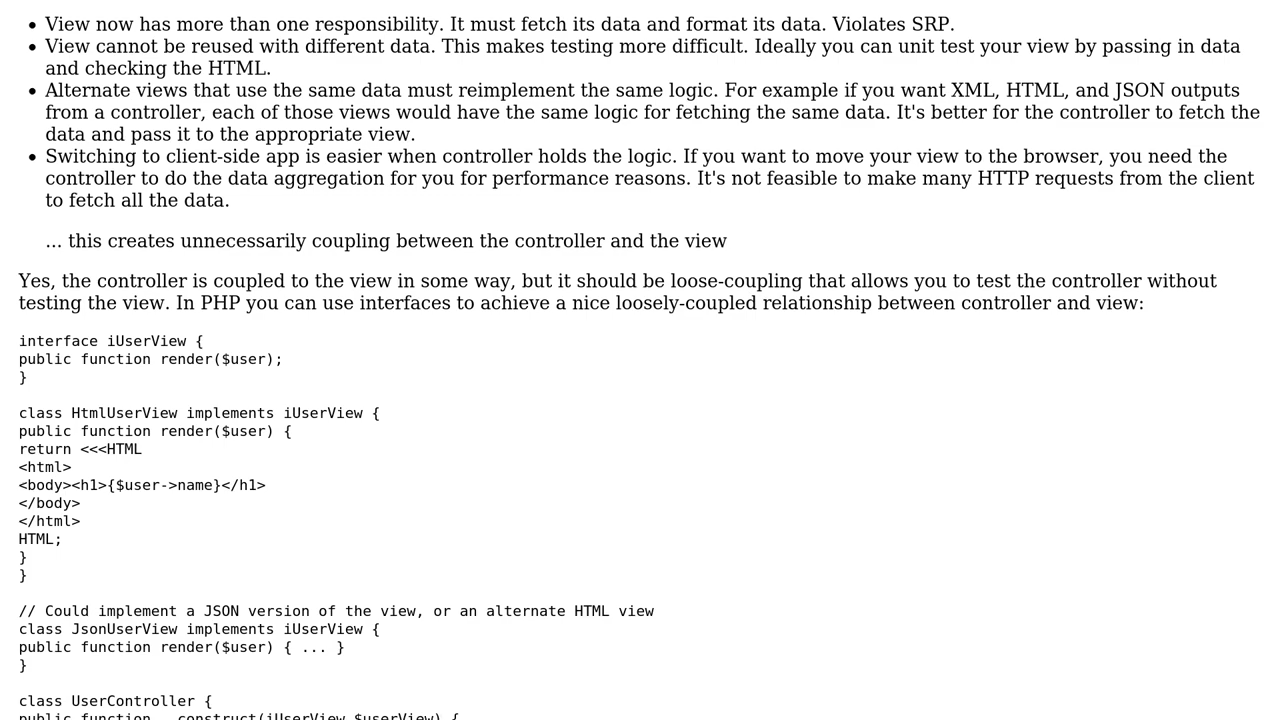 • View now has more than one responsibility. It must fetch its data and format its data. Violates SRP.
• View cannot be reused with different data. This makes testing more difficult. Ideally you can unit test your view by passing in data
and checking the HTML.
• Alternate views that use the same data must reimplement the same logic. For example if you want XML, HTML, and JSON outputs
from a controller, each of those views would have the same logic for fetching the same data. It's better for the controller to fetch the
data and pass it to the appropriate view.
• Switching to client-side app is easier when controller holds the logic. If you want to move your view to the browser, you need the
controller to do the data aggregation for you for performance reasons. It's not feasible to make many HTTP requests from the client
to fetch all the data.
... this creates unnecessarily coupling between the controller and the view
Yes, the controller is coupled to the view in some way, but it should be loose-coupling that allows you to test the controller without
testing the view. In PHP you can use interfaces to achieve a nice loosely-coupled relationship between controller and view:
interface iUserView {
public function render($user);
}
class HtmlUserView implements iUserView {
public function render($user) {
return <<<HTML
<html>
<body><h1>{$user->name}</h1>
</body>
</html>
HTML;
}
}
// Could implement a JSON version of the view, or an alternate HTML view
class JsonUserView implements iUserView {
public function render($user) { ... }
}
class UserController {
public function __construct(iUserView $userView) {